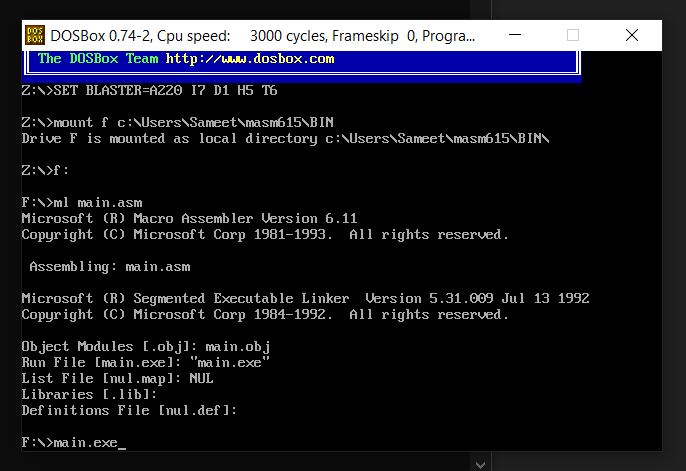 DOS
BOX
DOSBox 0.74-2, Cpu speed:     3000 cycles, Frameskip  0, Progra...
The DOSBox Team http://www.dosbox.com
Z:\>SET BLASTER=A220 I7 D1 H5 T6
Z:\>mount f c:\Users\Sameet\masm615\BIN
Drive F is mounted as local directory c:\Users\Sameet\masm615\BIN\
Z:\>f:
F:\>ml main.asm
Microsoft (R) Macro Assembler Version 6.11
Copyright (C) Microsoft Corp 1981-1993.  All rights reserved.
Assembling: main.asm
Microsoft (R) Segmented Executable Linker  Version 5.31.009 Jul 13 1992
Copyright (C) Microsoft Corp 1984-1992.  All rights reserved.
Object Modules [.obj]: main.obj
Run File [main.exe]: "main.exe"
List File [nul.map]: NUL
Libraries [.lib]:
Definitions File [nul.def]:
F:\>main.exe_